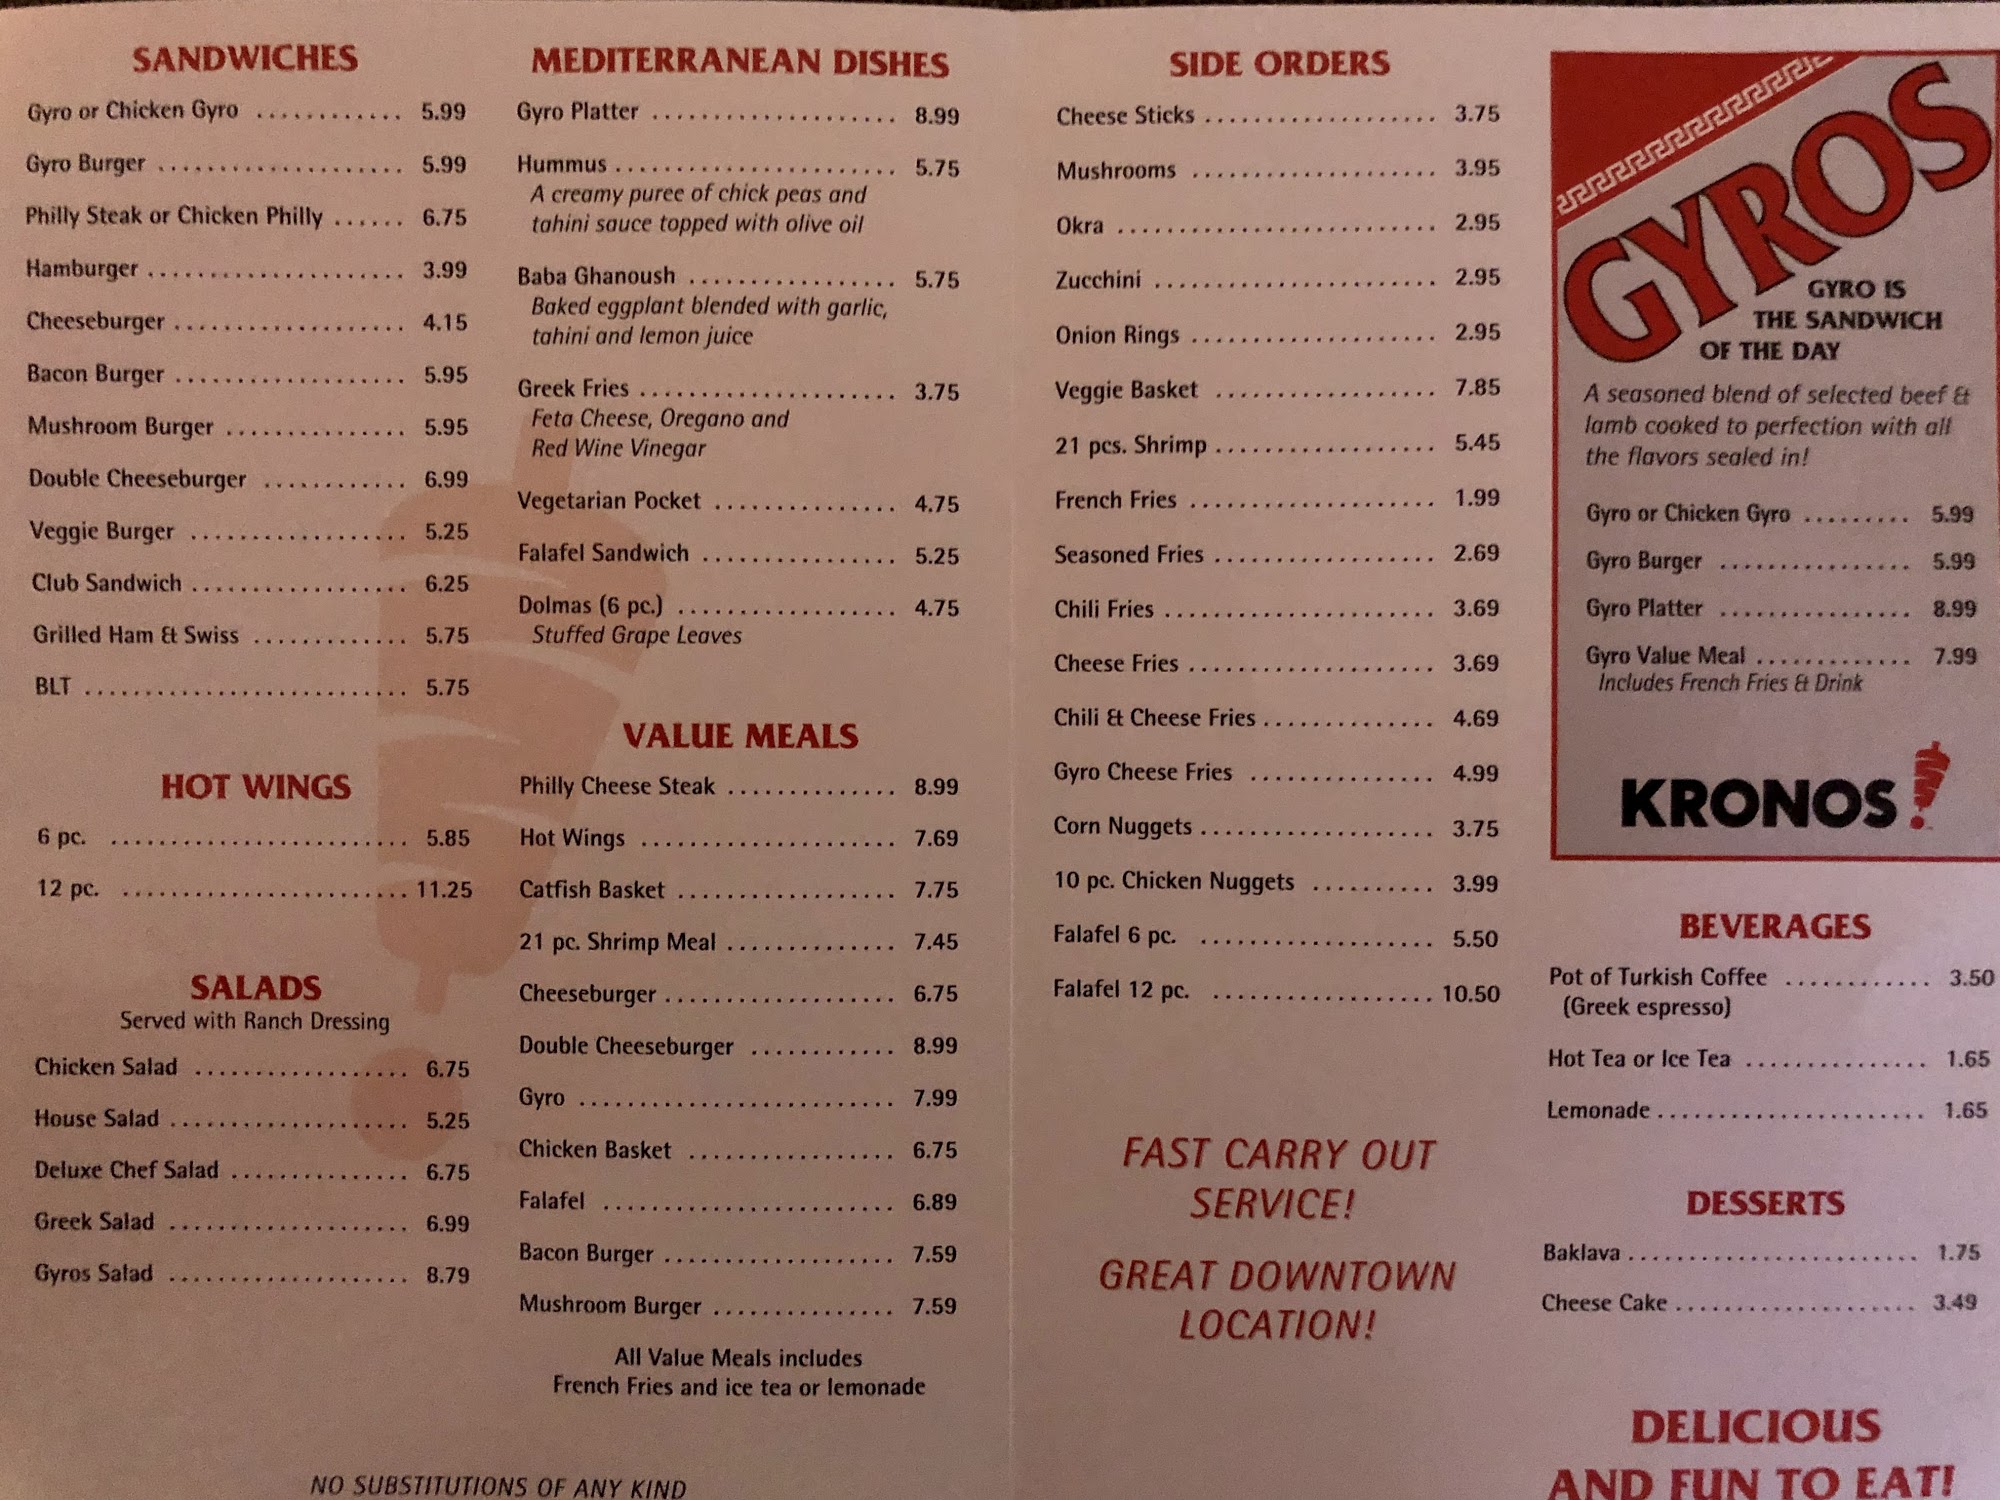 SANDWICHES
Gyro or Chicken Gyro ............ 5.99
Gyro Burger ..................... 5.99
Philly Steak or Chicken Philly ...... 6.75
Hamburger ...................... 3.99
Cheeseburger .................... 4.15
Bacon Burger .................... 5.95
Mushroom Burger ............... 5.95
Double Cheeseburger ............ 6.99
Veggie Burger ................... 5.25
Club Sandwich ................... 6.25
Grilled Ham & Swiss ............. 5.75
BLT ............................ 5.75
HOT WINGS
6 pc. .......................... 5.85
12 pc. ......................... 11.25
SALADS
Served with Ranch Dressing
Chicken Salad ................... 6.75
House Salad ..................... 5.25
Deluxe Chef Salad ............... 6.75
Greek Salad ..................... 6.99
Gyros Salad ..................... 8.79
MEDITERRANEAN DISHES
Gyro Platter ..................... 8.99
Hummus ........................ 5.75
A creamy puree of chick peas and
tahini sauce topped with olive oil
Baba Ghanoush .................. 5.75
Baked eggplant blended with garlic,
tahini and lemon juice
Greek Fries ...................... 3.75
Feta Cheese, Oregano and
Red Wine Vinegar
Vegetarian Pocket ................ 4.75
Falafel Sandwich ................. 5.25
Dolmas (6 pc.) ................... 4.75
Stuffed Grape Leaves
VALUE MEALS
Philly Cheese Steak .............. 8.99
Hot Wings ...................... 7.69
Catfish Basket ................... 7.75
21 pc. Shrimp Meal ............... 7.45
Cheeseburger .................... 6.75
Double Cheeseburger ............ 8.99
Gyro ........................... 7.99
Chicken Basket .................. 6.75
Falafel ......................... 6.89
Bacon Burger .................... 7.59
Mushroom Burger ................ 7.59
All Value Meals includes
French Fries and ice tea or lemonade
NO SUBSTITUTIONS OF ANY KIND
SIDE ORDERS
Cheese Sticks .................... 3.75
Mushrooms ..................... 3.95
Okra ........................... 2.95
Zucchini ........................ 2.95
Onion Rings ..................... 2.95
Veggie Basket ................... 7.85
21 pcs. Shrimp ................... 5.45
French Fries ..................... 1.99
Seasoned Fries ................... 2.69
Chili Fries ....................... 3.69
Cheese Fries ..................... 3.69
Chili & Cheese Fries ............... 4.69
Gyro Cheese Fries ................ 4.99
Corn Nuggets .................... 3.75
10 pc. Chicken Nuggets ........... 3.99
Falafel 6 pc. .................... 5.50
Falafel 12 pc. ................... 10.50
FAST CARRY OUT
SERVICE!
GREAT DOWNTOWN
LOCATION!
GYROS
GYRO IS
THE SANDWICH
OF THE DAY
A seasoned blend of selected beef &
lamb cooked to perfection with all
the flavors sealed in!
Gyro or Chicken Gyro ......... 5.99
Gyro Burger ................ 5.99
Gyro Platter ................ 8.99
Gyro Value Meal ............. 7.99
Includes French Fries & Drink
KRONOS
BEVERAGES
Pot of Turkish Coffee ............ 3.50
(Greek espresso)
Hot Tea or Ice Tea ............... 1.65
Lemonade ...................... 1.65
DESSERTS
Baklava ........................ 1.75
Cheese Cake .................... 3.49
DELICIOUS
AND FUN TO EAT!